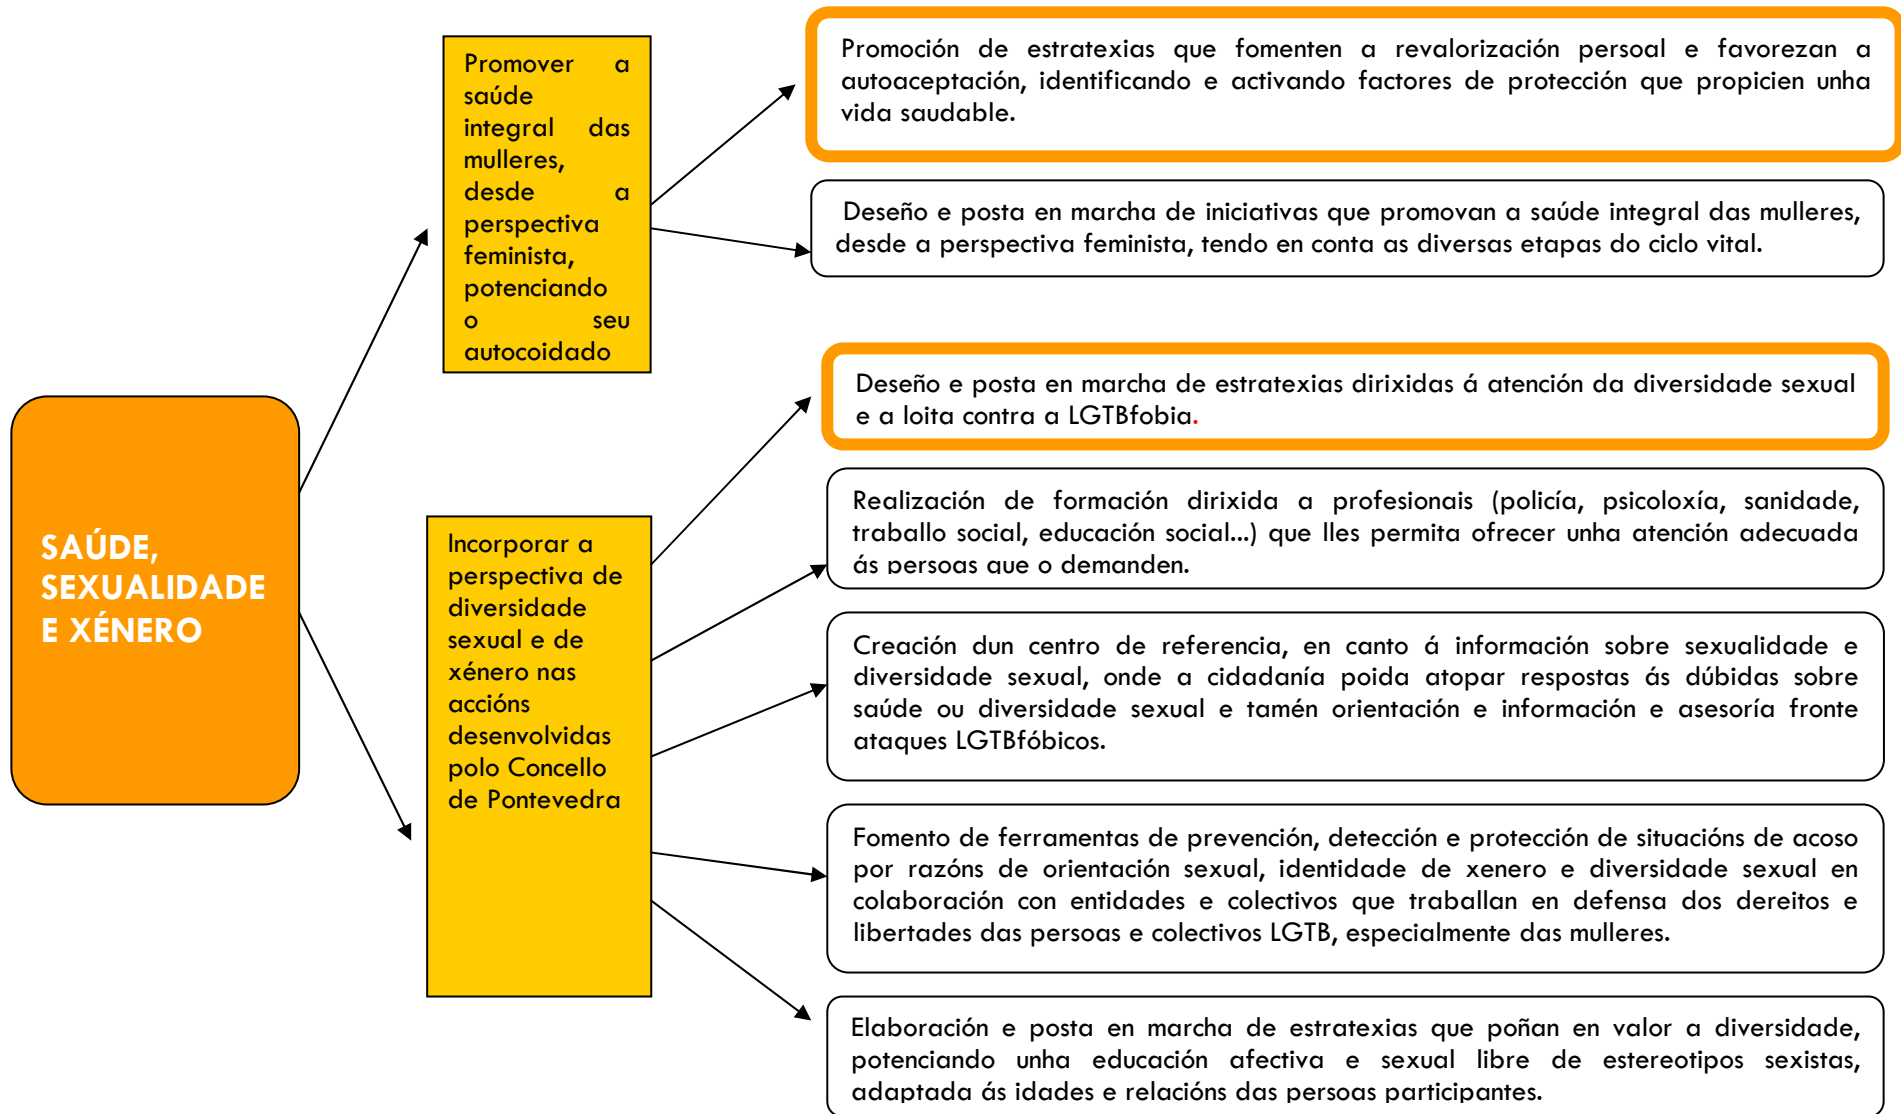 SAÚDE,
SEXUALIDADE
E XÉNERO
Promover a
saúde
integral das
mulleres,
desde a
perspectiva
feminista,
potenciando
o seu
autocoidado
Promoción de estratexias que fomenten a revalorización persoal e favorezan a
autoaceptación, identificando e activando factores de protección que propicien unha
vida saudable.
Deseño e posta en marcha de iniciativas que promovan a saúde integral das mulleres,
desde a perspectiva feminista, tendo en conta as diversas etapas do ciclo vital.
Incorporar a
perspectiva de
diversidade
sexual e de
xénero nas
accións
desenvolvidas
polo Concello
de Pontevedra
Deseño e posta en marcha de estratexias dirixidas á atención da diversidade sexual
e a loita contra a LGTBfobia.
Realización de formación dirixida a profesionais (policía, psicoloxía, sanidade,
traballo social, educación social...) que lles permita ofrecer unha atención adecuada
ás persoas que o demanden.
Creación dun centro de referencia, en canto á información sobre sexualidade e
diversidade sexual, onde a cidadanía poida atopar respostas ás dúbidas sobre
saúde ou diversidade sexual e tamén orientación e información e asesoría fronte
ataques LGTBfóbicos.
Fomento de ferramentas de prevención, detección e protección de situacións de acoso
por razóns de orientación sexual, identidade de xenero e diversidade sexual en
colaboración con entidades e colectivos que traballan en defensa dos dereitos e
libertades das persoas e colectivos LGTB, especialmente das mulleres.
Elaboración e posta en marcha de estratexias que poñan en valor a diversidade,
potenciando unha educación afectiva e sexual libre de estereotipos sexistas,
adaptada ás idades e relacións das persoas participantes.